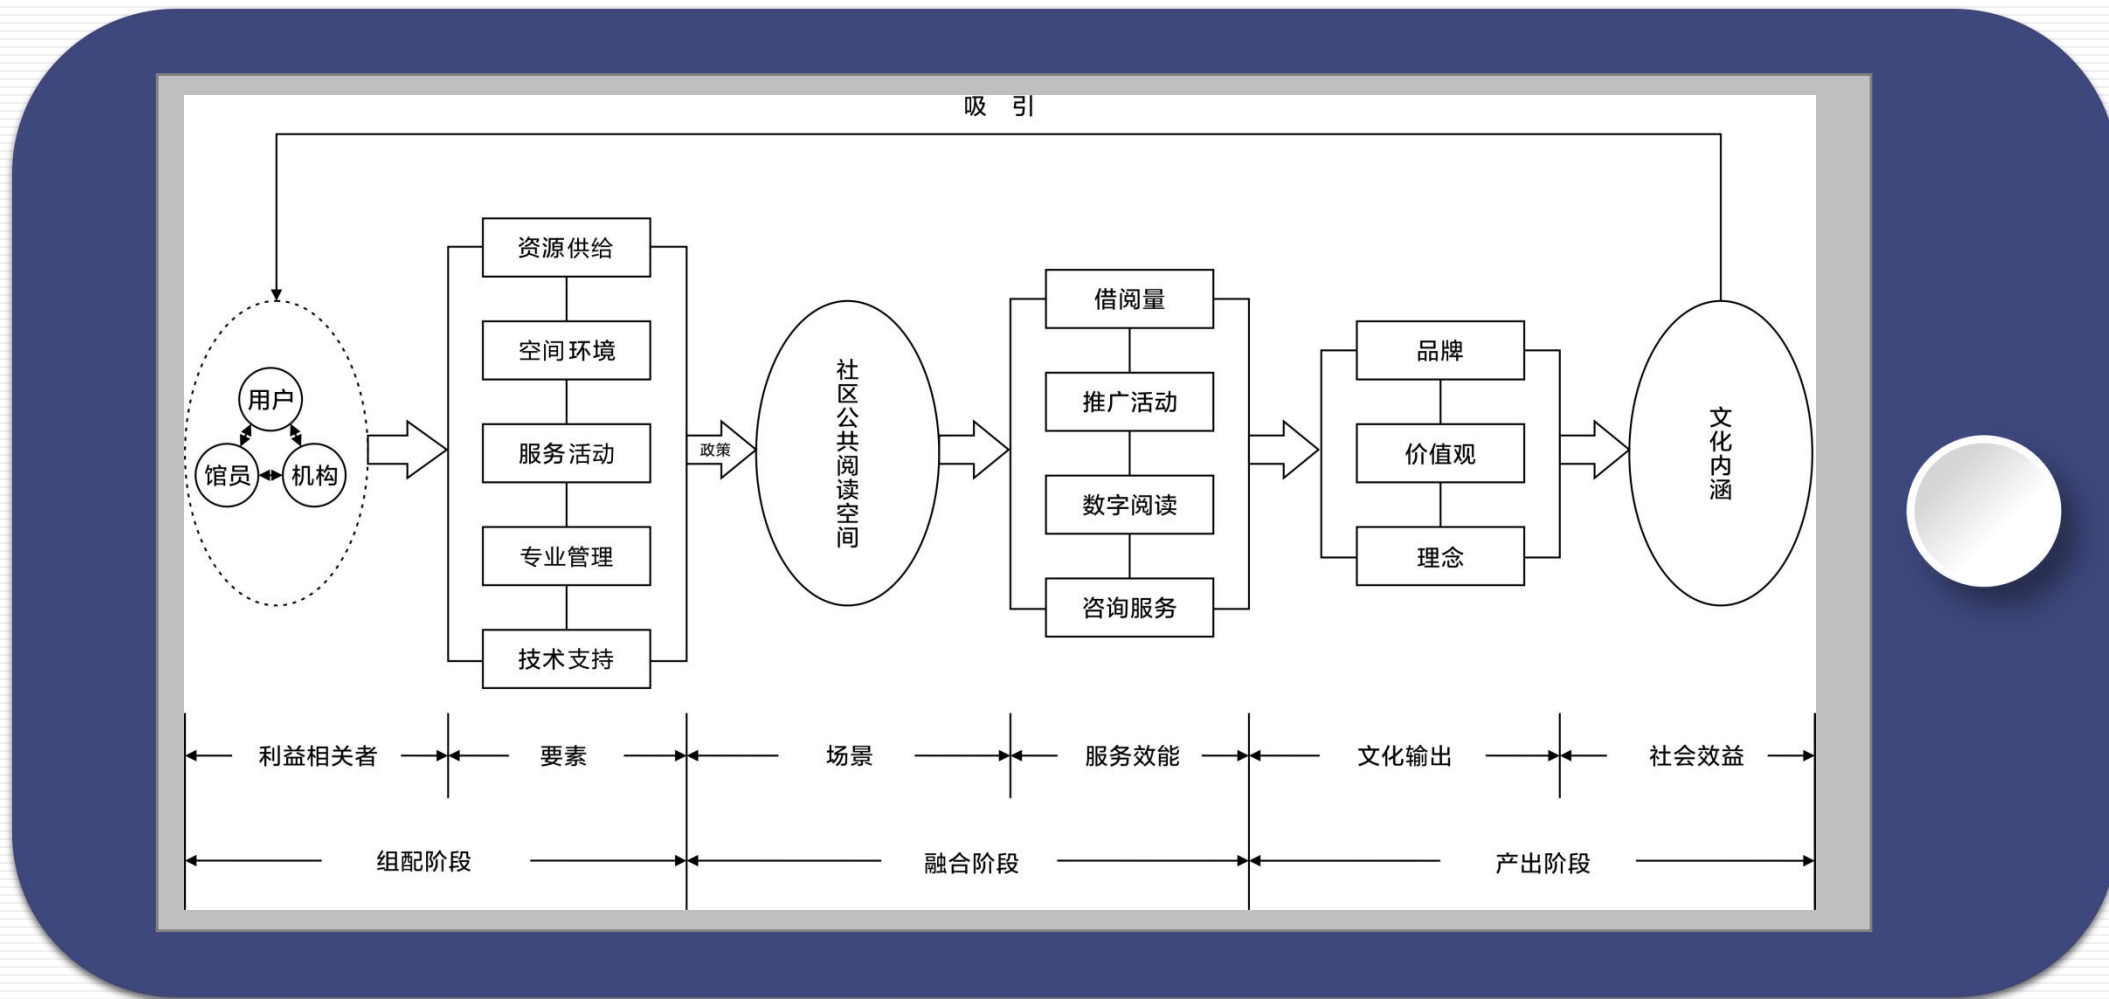 吸 引
用户
馆员
机构
资源供给
空间环境
服务活动
专业管理
技术支持
政策
社区公共阅读空间
借阅量
推广活动
数字阅读
咨询服务
品牌
价值观
理念
文化内涵
利益相关者
要素
场景
服务效能
文化输出
社会效益
组配阶段
融合阶段
产出阶段